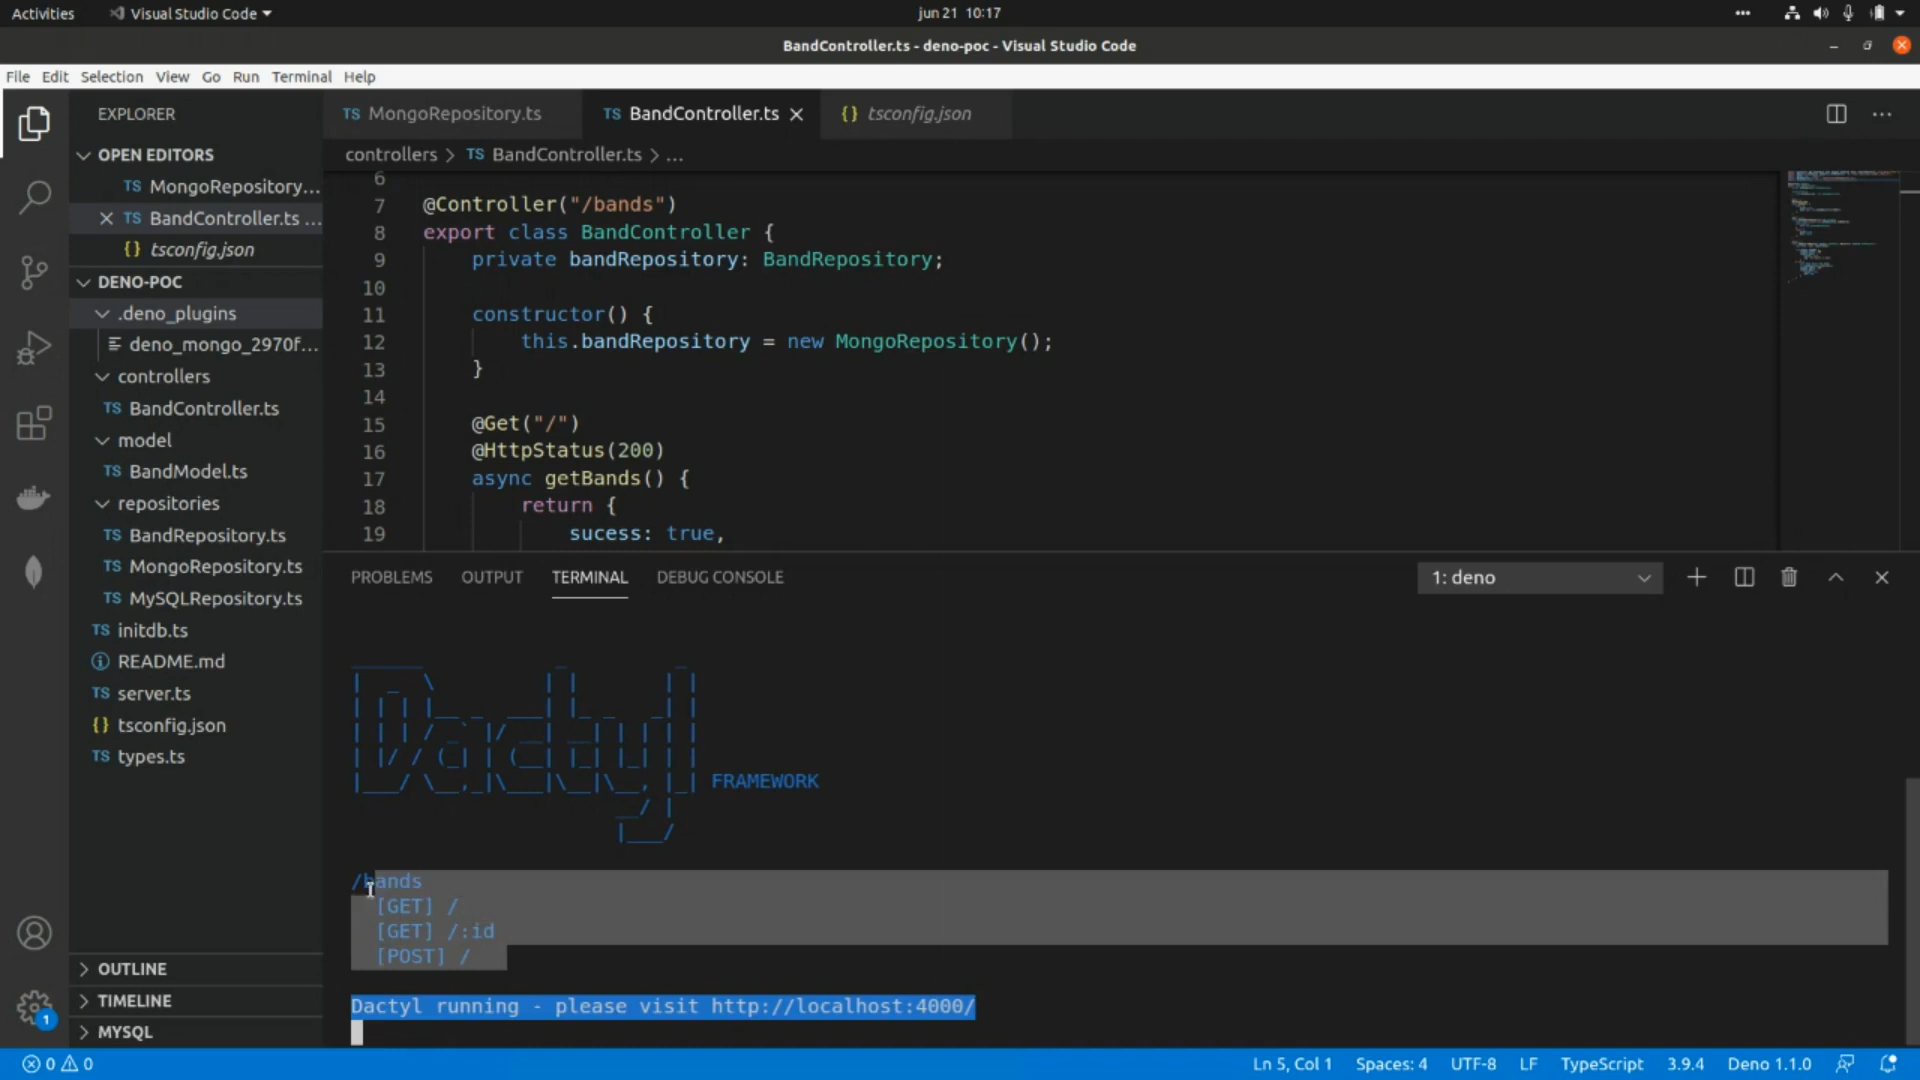 Activities
Visual Studio Code
jun 21 10:17
BandController.ts - deno-poc - Visual Studio Code
File Edit Selection View Go Run Terminal Help
EXPLORER
OPEN EDITORS
TS MongoRepository...
TS BandController.ts ...
{} tsconfig.json
DENO-POC
.deno_plugins
deno_mongo_2970f...
controllers
TS BandController.ts
model
TS BandModel.ts
repositories
TS BandRepository.ts
TS MongoRepository.ts
TS MySQLRepository.ts
TS initdb.ts
README.md
TS server.ts
{} tsconfig.json
TS types.ts
OUTLINE
TIMELINE
MYSQL
1
TS MongoRepository.ts
TS BandController.ts
{} tsconfig.json
controllers > TS BandController.ts > ...
6
7 @Controller("/bands")
8 export class BandController {
9 private bandRepository: BandRepository;
10
11 constructor() {
12 this.bandRepository = new MongoRepository();
13 }
14
15 @Get("/")
16 @HttpStatus(200)
17 async getBands() {
18 return {
19 sucess: true,
PROBLEMS OUTPUT TERMINAL DEBUG CONSOLE
1: deno
Dactyl FRAMEWORK
/bands
[GET] /
[GET] /:id
[POST] /
Dactyl running - please visit http://localhost:4000/
0 0
Ln 5, Col 1 Spaces: 4 UTF-8 LF TypeScript 3.9.4 Deno 1.1.0